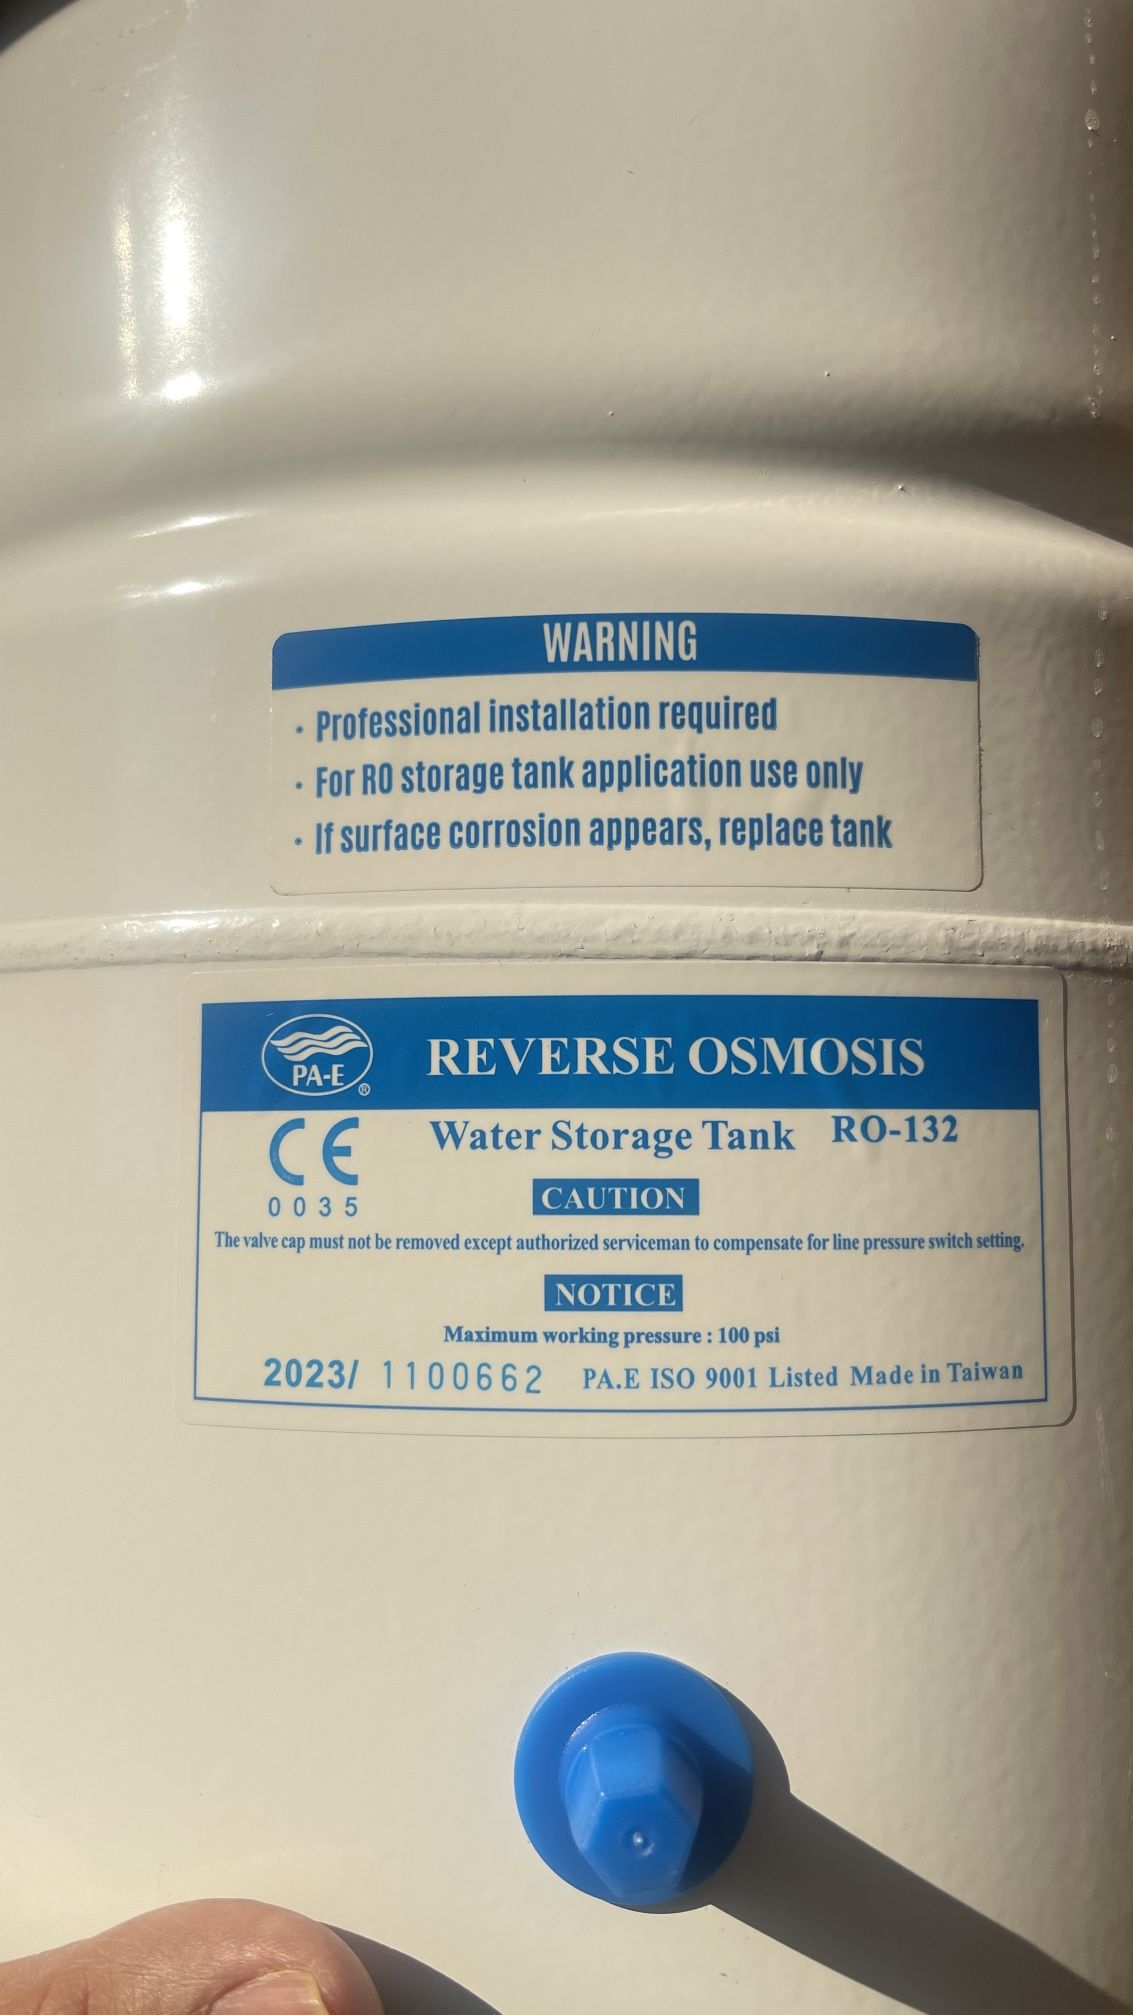 WARNING
· Professional installation required
· For RO storage tank application use only
· If surface corrosion appears, replace tank
PA-E ® REVERSE OSMOSIS
CE Water Storage Tank RO-132
0035 CAUTION
The valve cap must not be removed except authorized serviceman to compensate for line pressure switch setting.
NOTICE
Maximum working pressure : 100 psi
2023/ 1100662 PA.E ISO 9001 Listed Made in Taiwan